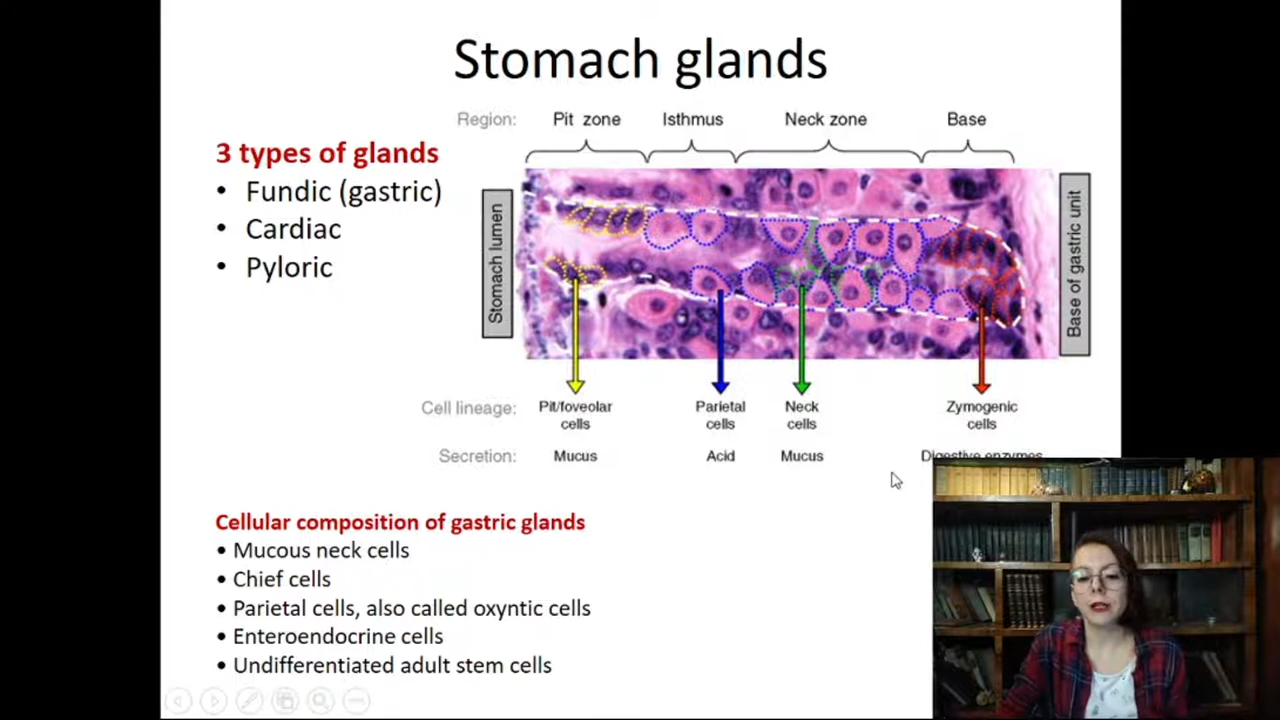 Stomach glands
3 types of glands
• Fundic (gastric)
• Cardiac
• Pyloric
Region: Pit zone Isthmus Neck zone Base
Stomach lumen
Base of gastric unit
Cell lineage: Pit/foveolar cells Parietal cells Neck cells Zymogenic cells
Secretion: Mucus Acid Mucus Digestive enzymes
Cellular composition of gastric glands
• Mucous neck cells
• Chief cells
• Parietal cells, also called oxyntic cells
• Enteroendocrine cells
• Undifferentiated adult stem cells